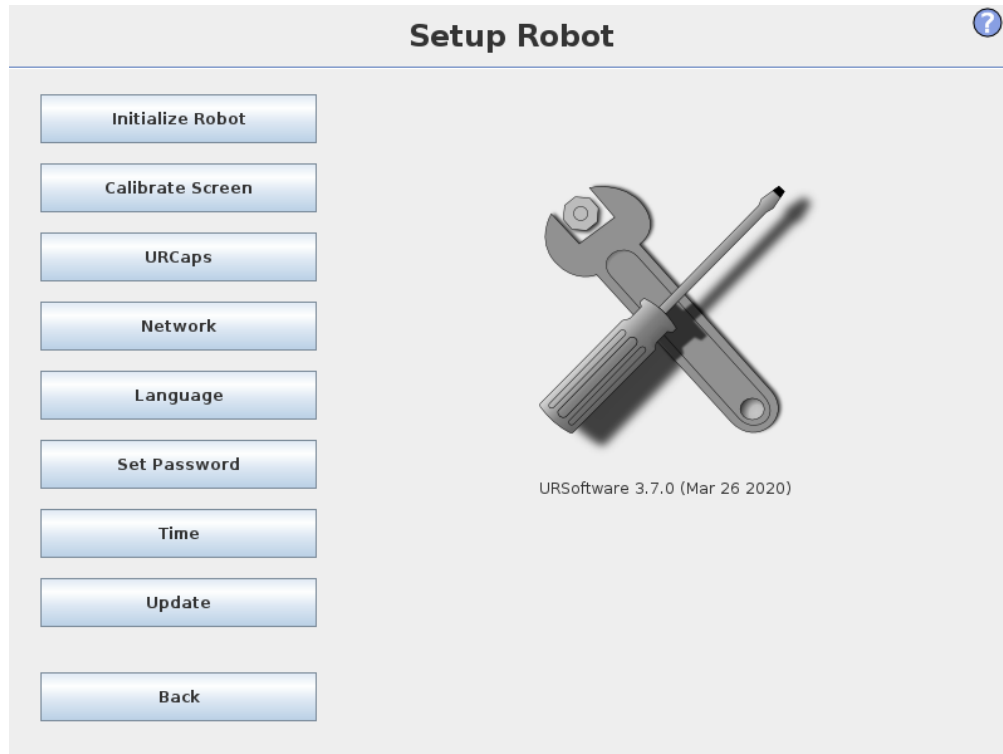 Setup Robot
?
Initialize Robot
Calibrate Screen
URCaps
Network
Language
Set Password
Time
Update
Back
URSoftware 3.7.0 (Mar 26 2020)